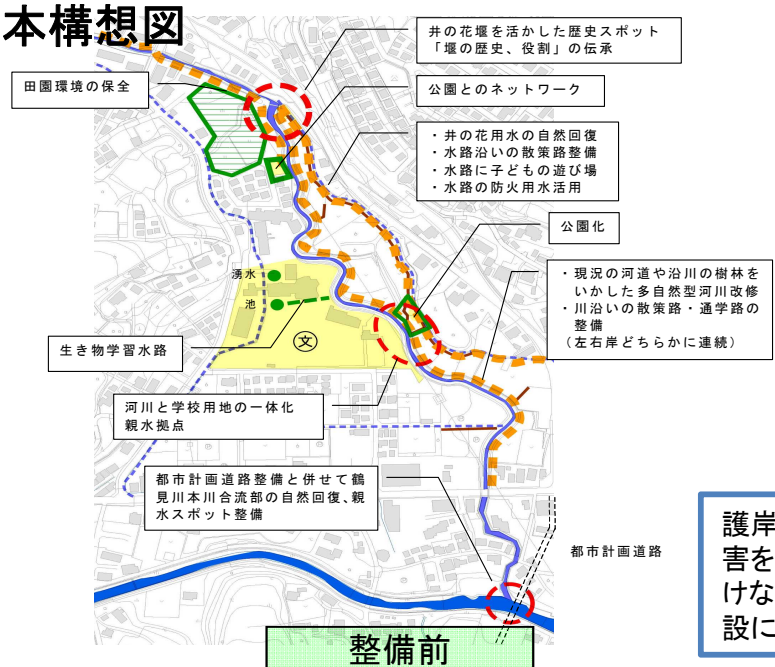 本構想図
井の花堰を活かした歴史スポット
「堰の歴史、役割」の伝承
田園環境の保全
公園とのネットワーク
・井の花用水の自然回復
・水路沿いの散策路整備
・水路に子どもの遊び場
・水路の防火用水活用
公園化
・現況の河道や沿川の樹林を
いかした多自然型河川改修
・川沿いの散策路・通学路の
整備
（左右岸どちらかに連続）
湧水
池
文
生き物学習水路
河川と学校用地の一体化
親水拠点
都市計画道路整備と併せて鶴
見川本川合流部の自然回復、親
水スポット整備
都市計画道路
護岸
害を
けな
設に
整備前